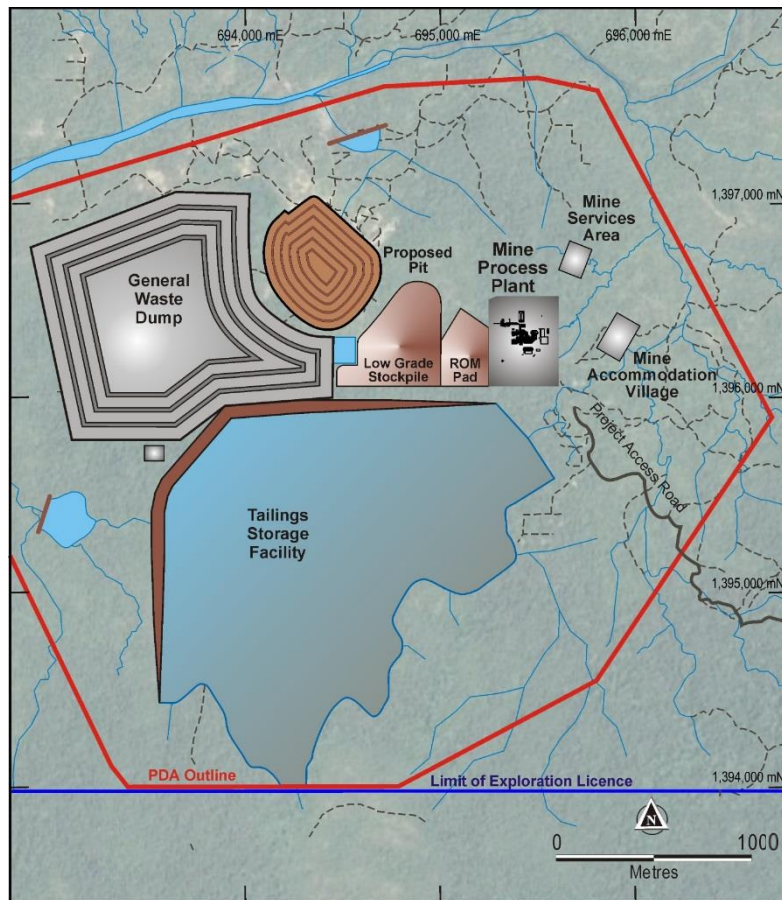 694,000 mE
695,000 mE
696,000 mE
1,397,000 mN
Mine
Services
Area
Proposed
Pit
Mine
Process
Plant
General
Waste
Dump
Low Grade
Stockpile
ROM
Pad
Mine
Accommodation
Village
1,396,000 mN
Project Access Road
Tailings
Storage
Facility
1,395,000 mN
PDA Outline
Limit of Exploration Licence
1,394,000 mN
N
0
1000
Metres